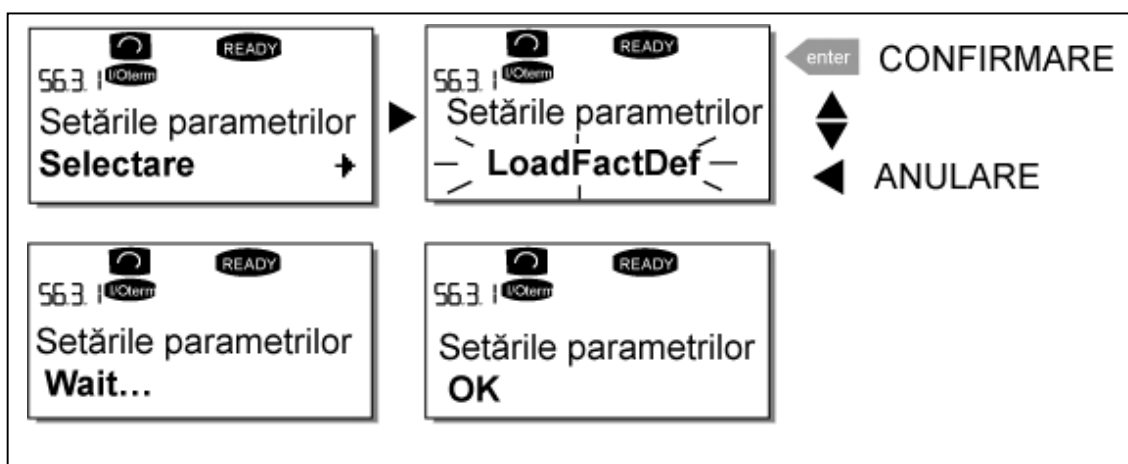 READY
S6.3.1 I/Oterm
Setările parametrilor
Selectare
READY
S6.3.1 I/Oterm
Setările parametrilor
LoadFactDef
enter CONFIRMARE
ANULARE
READY
S6.3.1 I/Oterm
Setările parametrilor
Wait...
READY
S6.3.1 I/Oterm
Setările parametrilor
OK